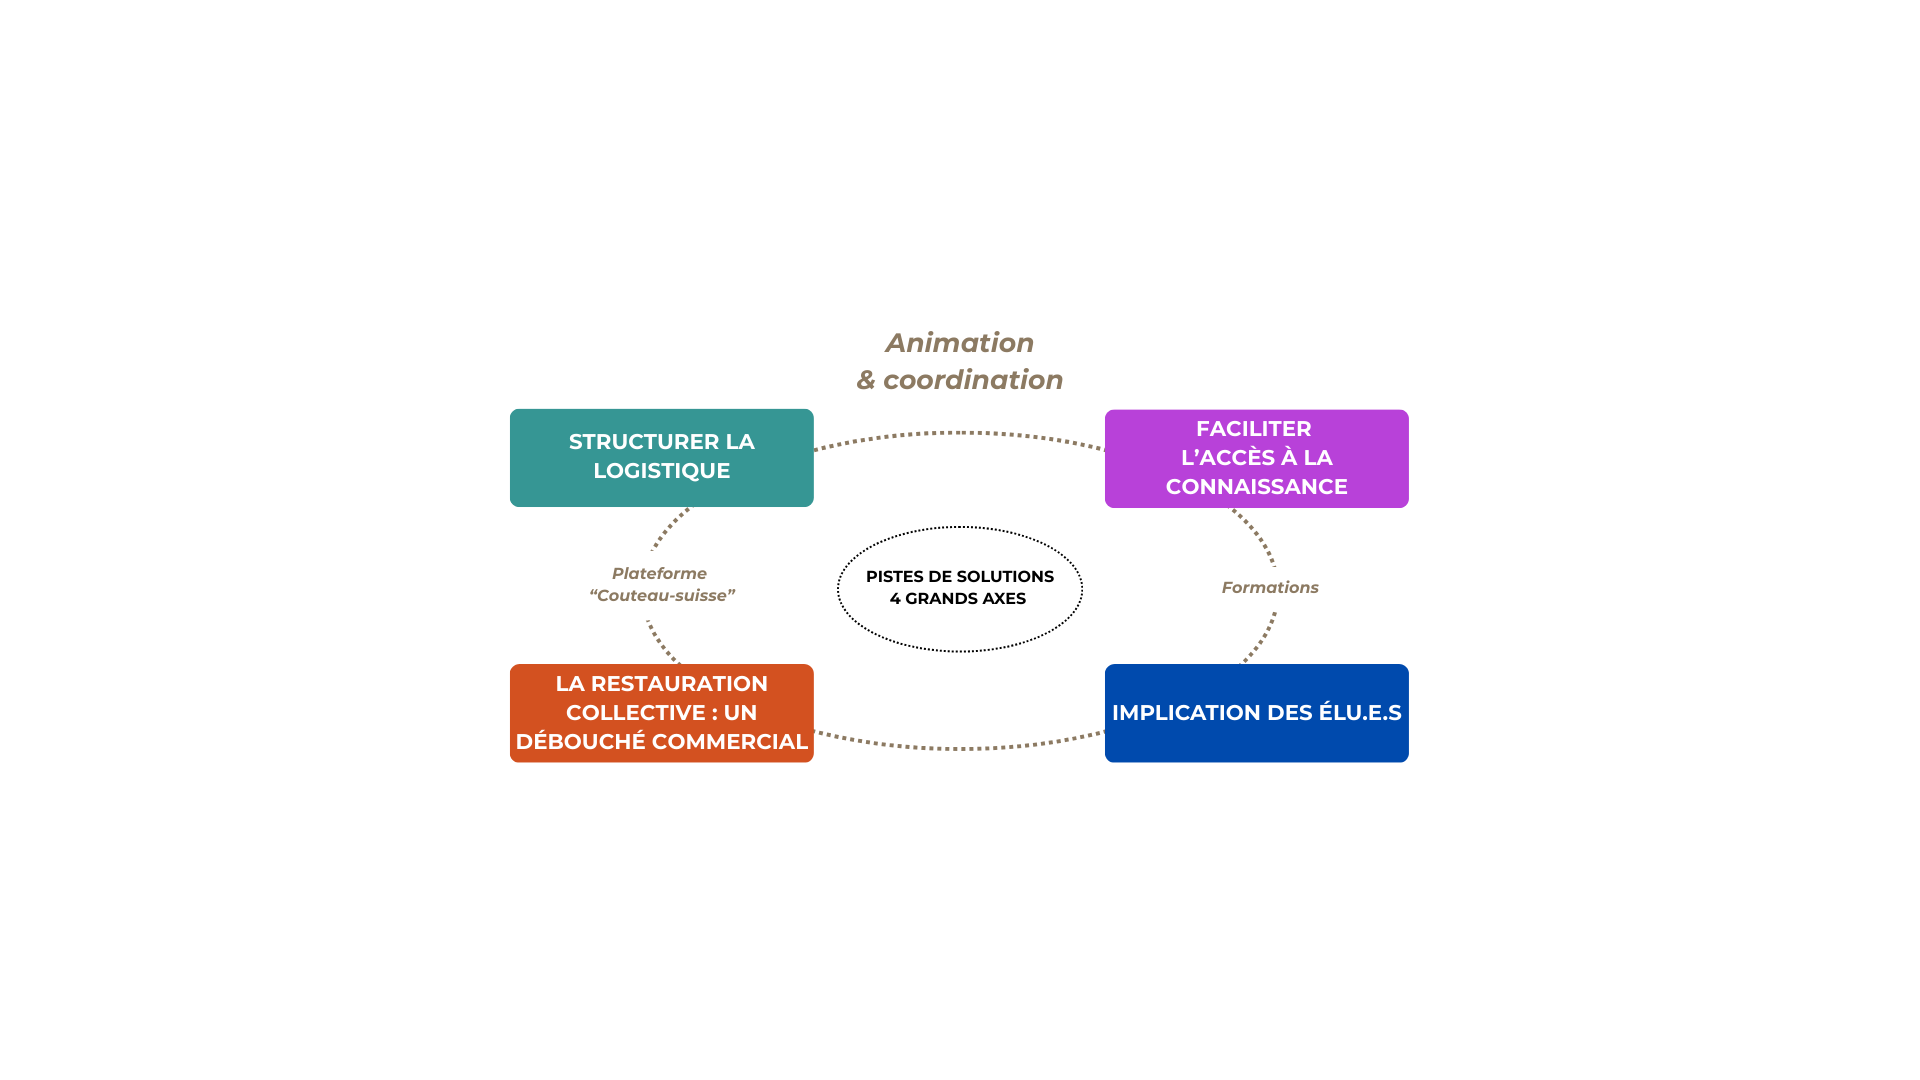 Animation
& coordination
STRUCTURER LA
LOGISTIQUE
FACILITER
L’ACCÈS À LA
CONNAISSANCE
Plateforme
“Couteau-suisse”
PISTES DE SOLUTIONS
4 GRANDS AXES
Formations
LA RESTAURATION
COLLECTIVE : UN
DÉBOUCHÉ COMMERCIAL
IMPLICATION DES ÉLU.E.S